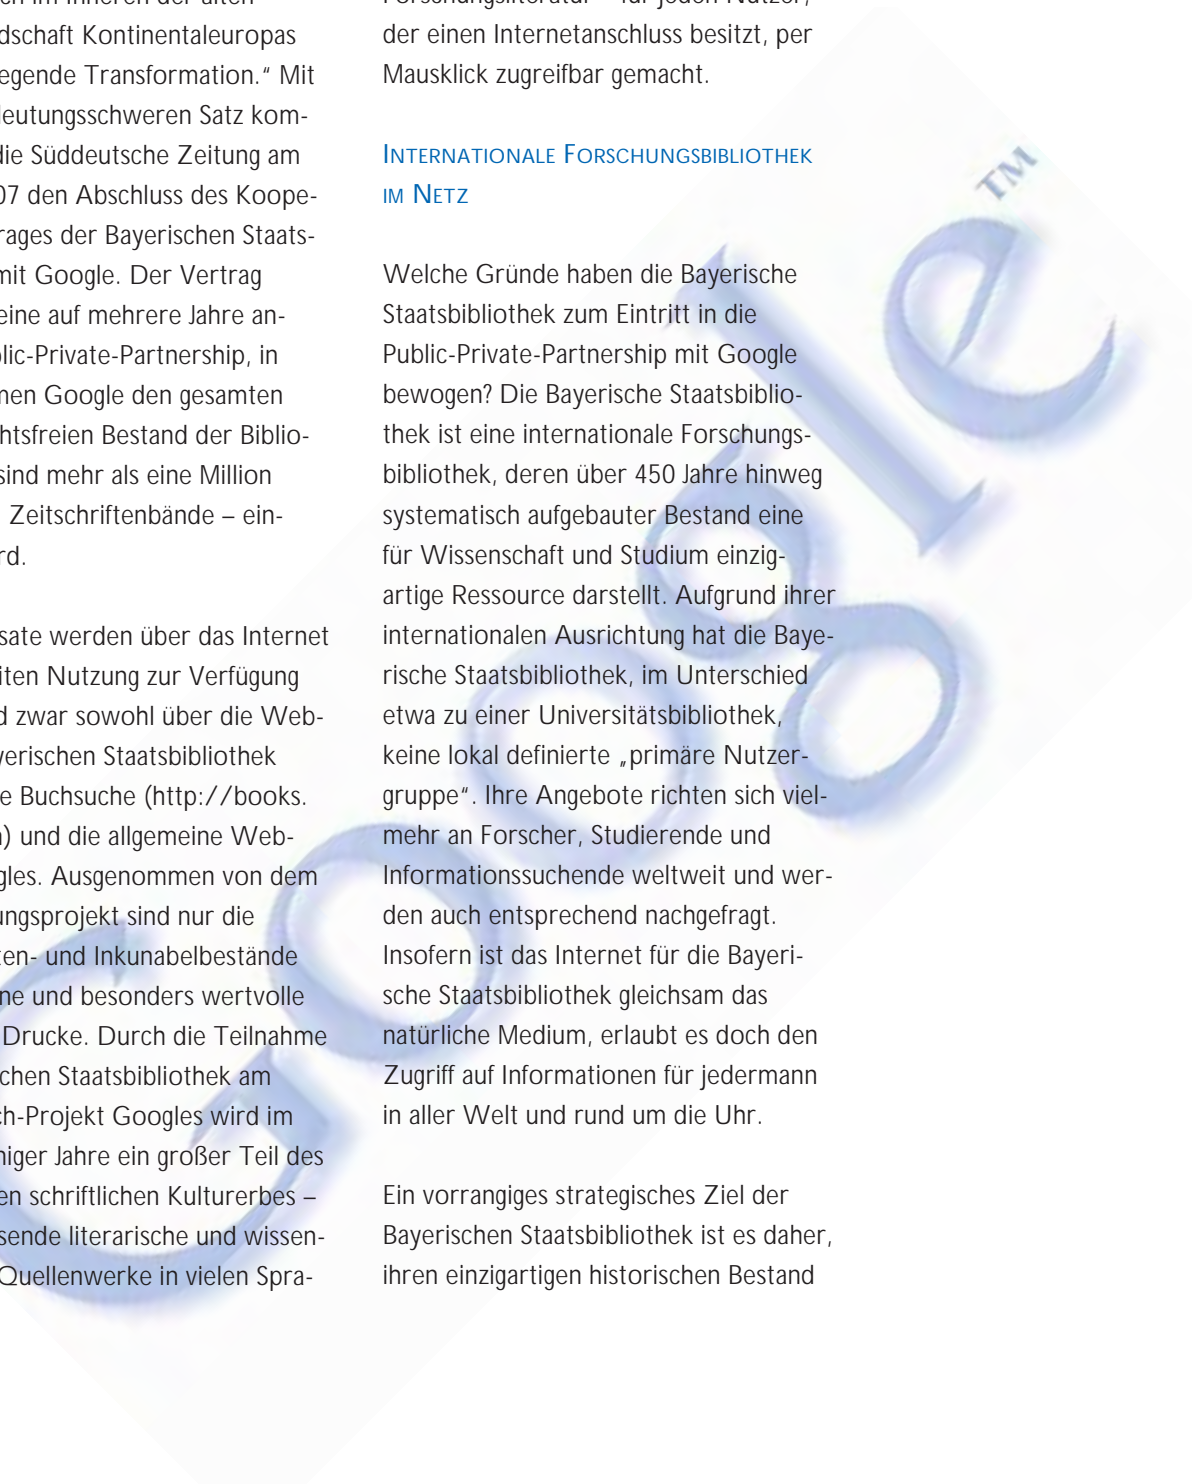 dschaft Kontinentaleuropas
egende Transformation.“ Mit
eutungsschweren Satz kom-
die Süddeutsche Zeitung am
07 den Abschluss des Koope-
rages der Bayerischen Staats-
mit Google. Der Vertrag
eine auf mehrere Jahre an-
blic-Private-Partnership, in
men Google den gesamten
htsfreien Bestand der Biblio-
sind mehr als eine Million
Zeitschriftenbände – ein-
rd.
sate werden über das Internet
iten Nutzung zur Verfügung
d zwar sowohl über die Web-
yerischen Staatsbibliothek
e Buchsuche (http://books.
) und die allgemeine Web-
gles. Ausgenommen von dem
ungsprojekt sind nur die
ten- und Inkunabelbestände
ne und besonders wertvolle
Drucke. Durch die Teilnahme
chen Staatsbibliothek am
ch-Projekt Googles wird im
niger Jahre ein großer Teil des
en schriftlichen Kulturerbes –
sende literarische und wissen-
Quellenwerke in vielen Spra-
der einen Internetanschluss besitzt, per
Mausklick zugreifbar gemacht.
Internationale Forschungsbibliothek
im Netz
Welche Gründe haben die Bayerische
Staatsbibliothek zum Eintritt in die
Public-Private-Partnership mit Google
bewogen? Die Bayerische Staatsbiblio-
thek ist eine internationale Forschungs-
bibliothek, deren über 450 Jahre hinweg
systematisch aufgebauter Bestand eine
für Wissenschaft und Studium einzig-
artige Ressource darstellt. Aufgrund ihrer
internationalen Ausrichtung hat die Baye-
rische Staatsbibliothek, im Unterschied
etwa zu einer Universitätsbibliothek,
keine lokal definierte „primäre Nutzer-
gruppe“. Ihre Angebote richten sich viel-
mehr an Forscher, Studierende und
Informationssuchende weltweit und wer-
den auch entsprechend nachgefragt.
Insofern ist das Internet für die Bayeri-
sche Staatsbibliothek gleichsam das
natürliche Medium, erlaubt es doch den
Zugriff auf Informationen für jedermann
in aller Welt und rund um die Uhr.
Ein vorrangiges strategisches Ziel der
Bayerischen Staatsbibliothek ist es daher,
ihren einzigartigen historischen Bestand
Google™